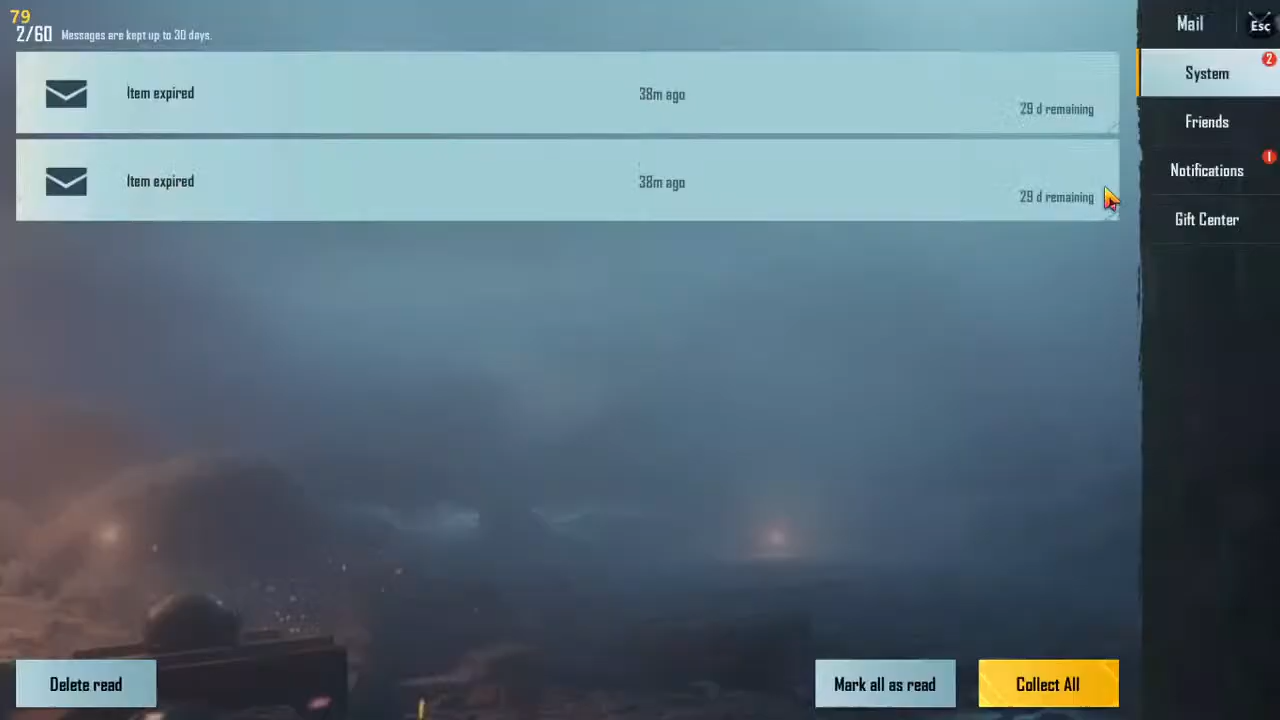 79
2/60 Messages are kept up to 30 days.
Item expired 38m ago
29 d remaining
Item expired 38m ago
29 d remaining
Mail Esc
System 2
Friends
Notifications 1
Gift Center
Delete read Mark all as read Collect All